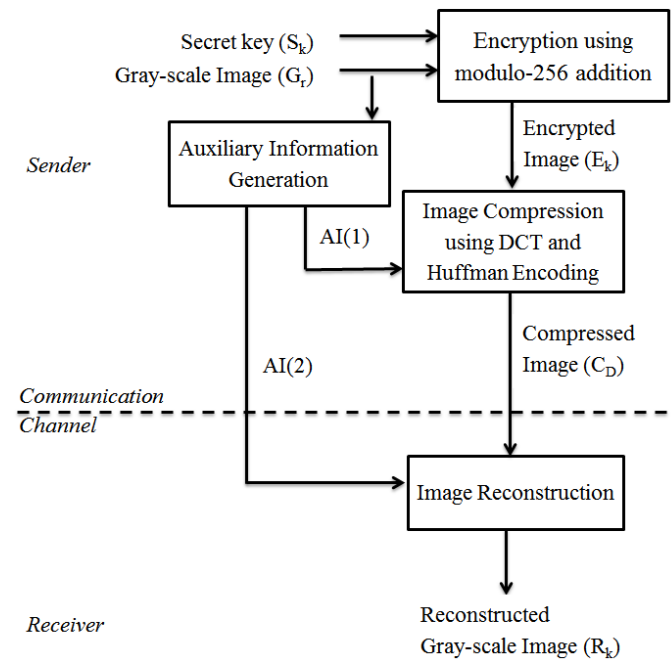 Secret key (Sk)
Gray-scale Image (Gr)
Encryption using
modulo-256 addition
Encrypted
Image (Ek)
Sender
Auxiliary Information
Generation
AI(1)
Image Compression
using DCT and
Huffman Encoding
AI(2)
Compressed
Image (CD)
Communication
Channel
Image Reconstruction
Receiver
Reconstructed
Gray-scale Image (Rk)